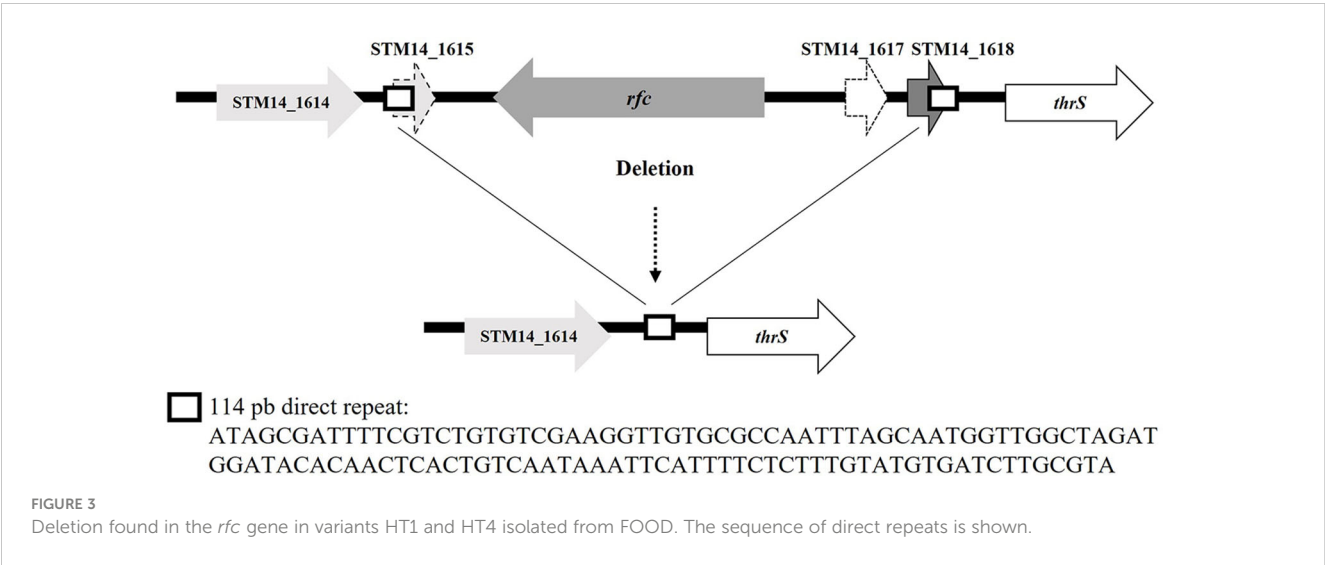 STM14_1615
STM14_1617 STM14_1618
STM14_1614
rfc
thrS
Deletion
STM14_1614
thrS
114 pb direct repeat:
ATAGCGATTTTCGTCTGTGTCGAAGGTTGTGCGCCAATTTAGCAATGGTTGGCTAGAT
GGATACACAACTCACTGTCAATAAATTCATTTTCTCTTTGTATGTGATCTTGCGTA
FIGURE 3
Deletion found in the rfc gene in variants HT1 and HT4 isolated from FOOD. The sequence of direct repeats is shown.